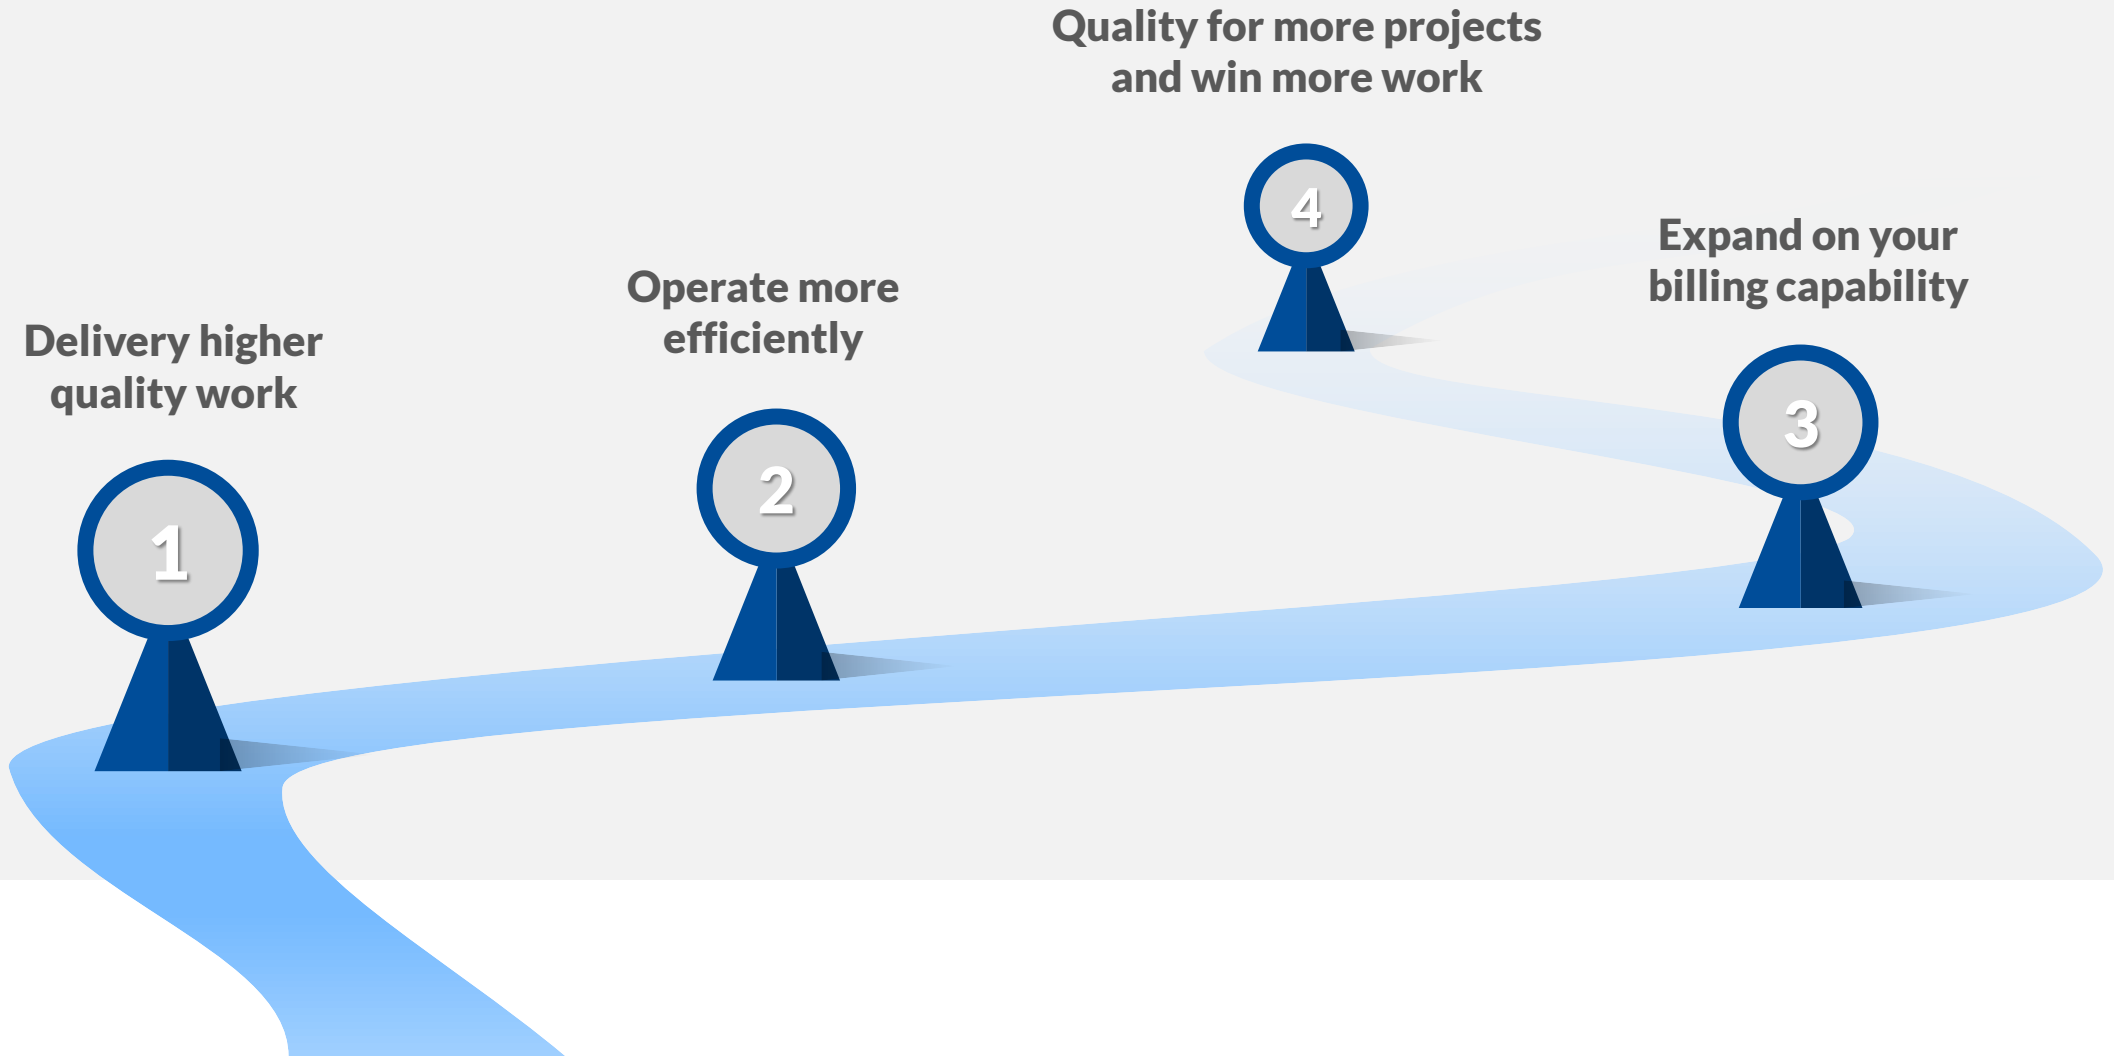 Quality for more projects
and win more work
4
Expand on your
billing capability
3
Operate more
efficiently
2
Delivery higher
quality work
1